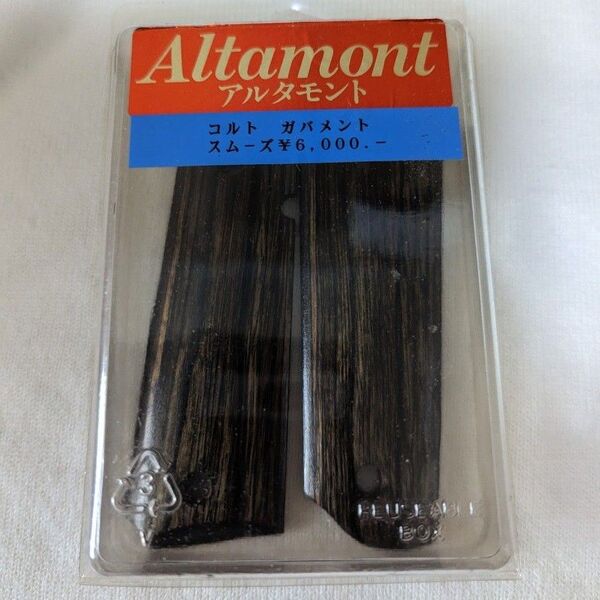 Altamont
アルタモント
コルト ガバメント
スムーズ¥6,000.-
3
REUSEABLE
BOX